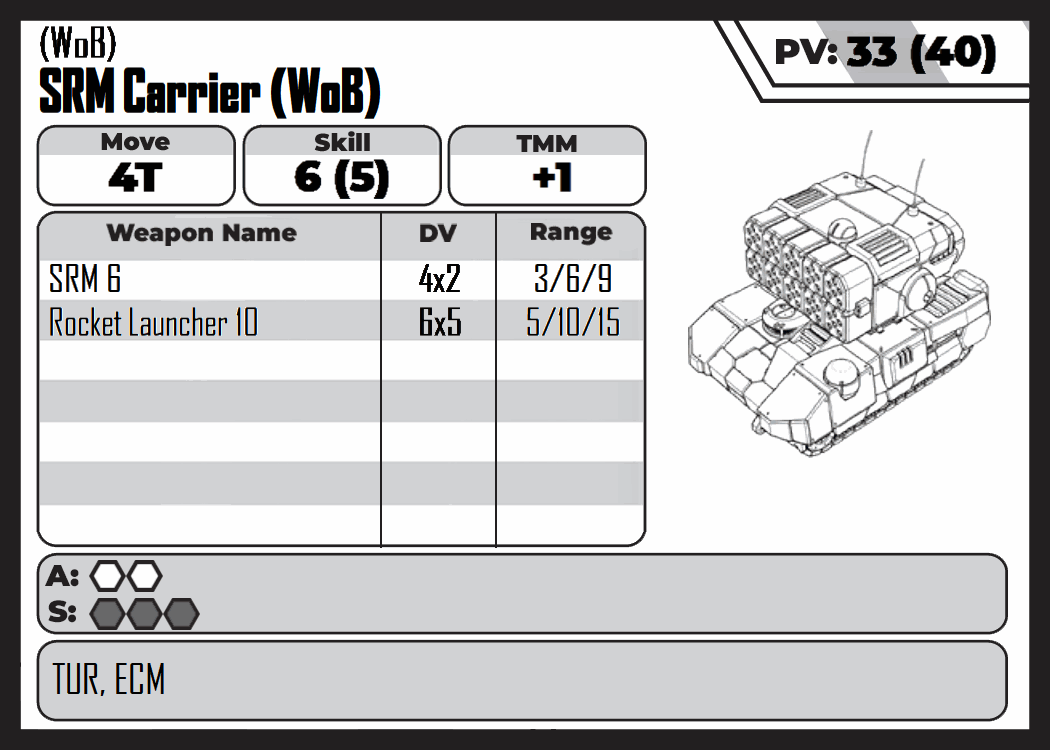 (WoB)
SRM Carrier (WoB)
PV: 33 (40)
Move Skill TMM
4T 6 (5) +1
Weapon Name DV Range
SRM 6 4x2 3/6/9
Rocket Launcher 10 6x5 5/10/15
A:
S:
TUR, ECM